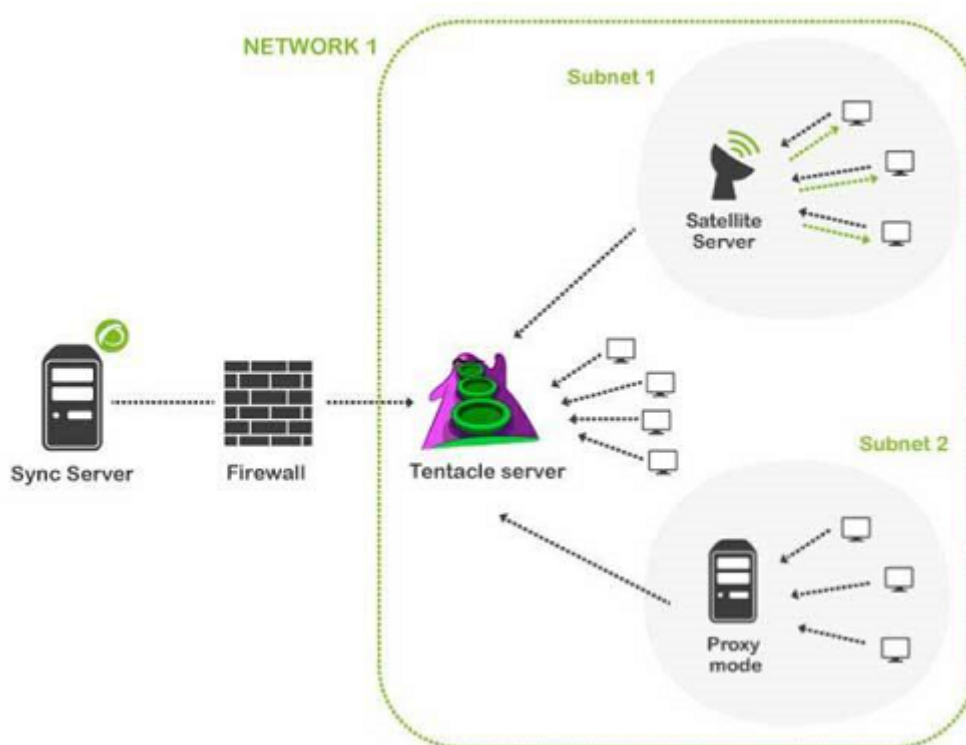 NETWORK 1
Subnet 1
Satellite
Server
Sync Server
Firewall
Tentacle server
Subnet 2
Proxy
mode